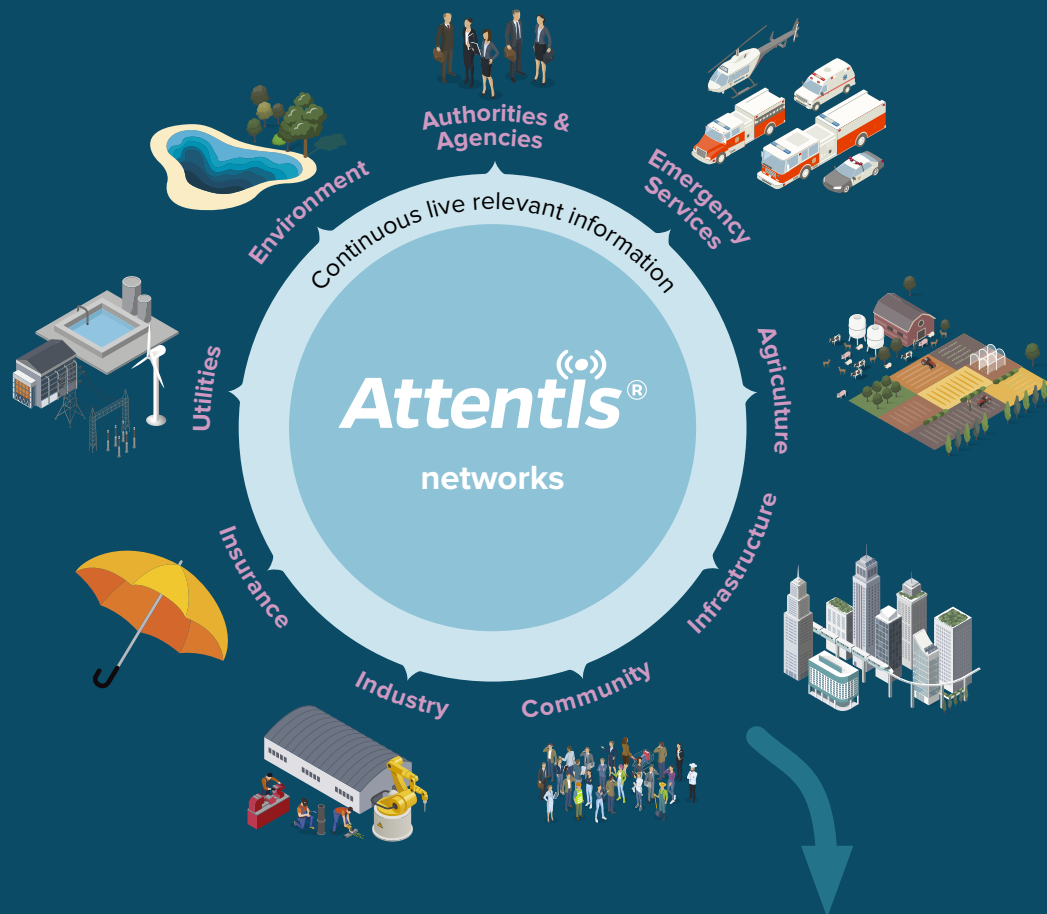 Authorities &
Agencies
Emergency
Services
Environment
Continuous live relevant information
Agriculture
Utilities
AttentIs®
networks
Infrastructure
Insurance
Community
Industry